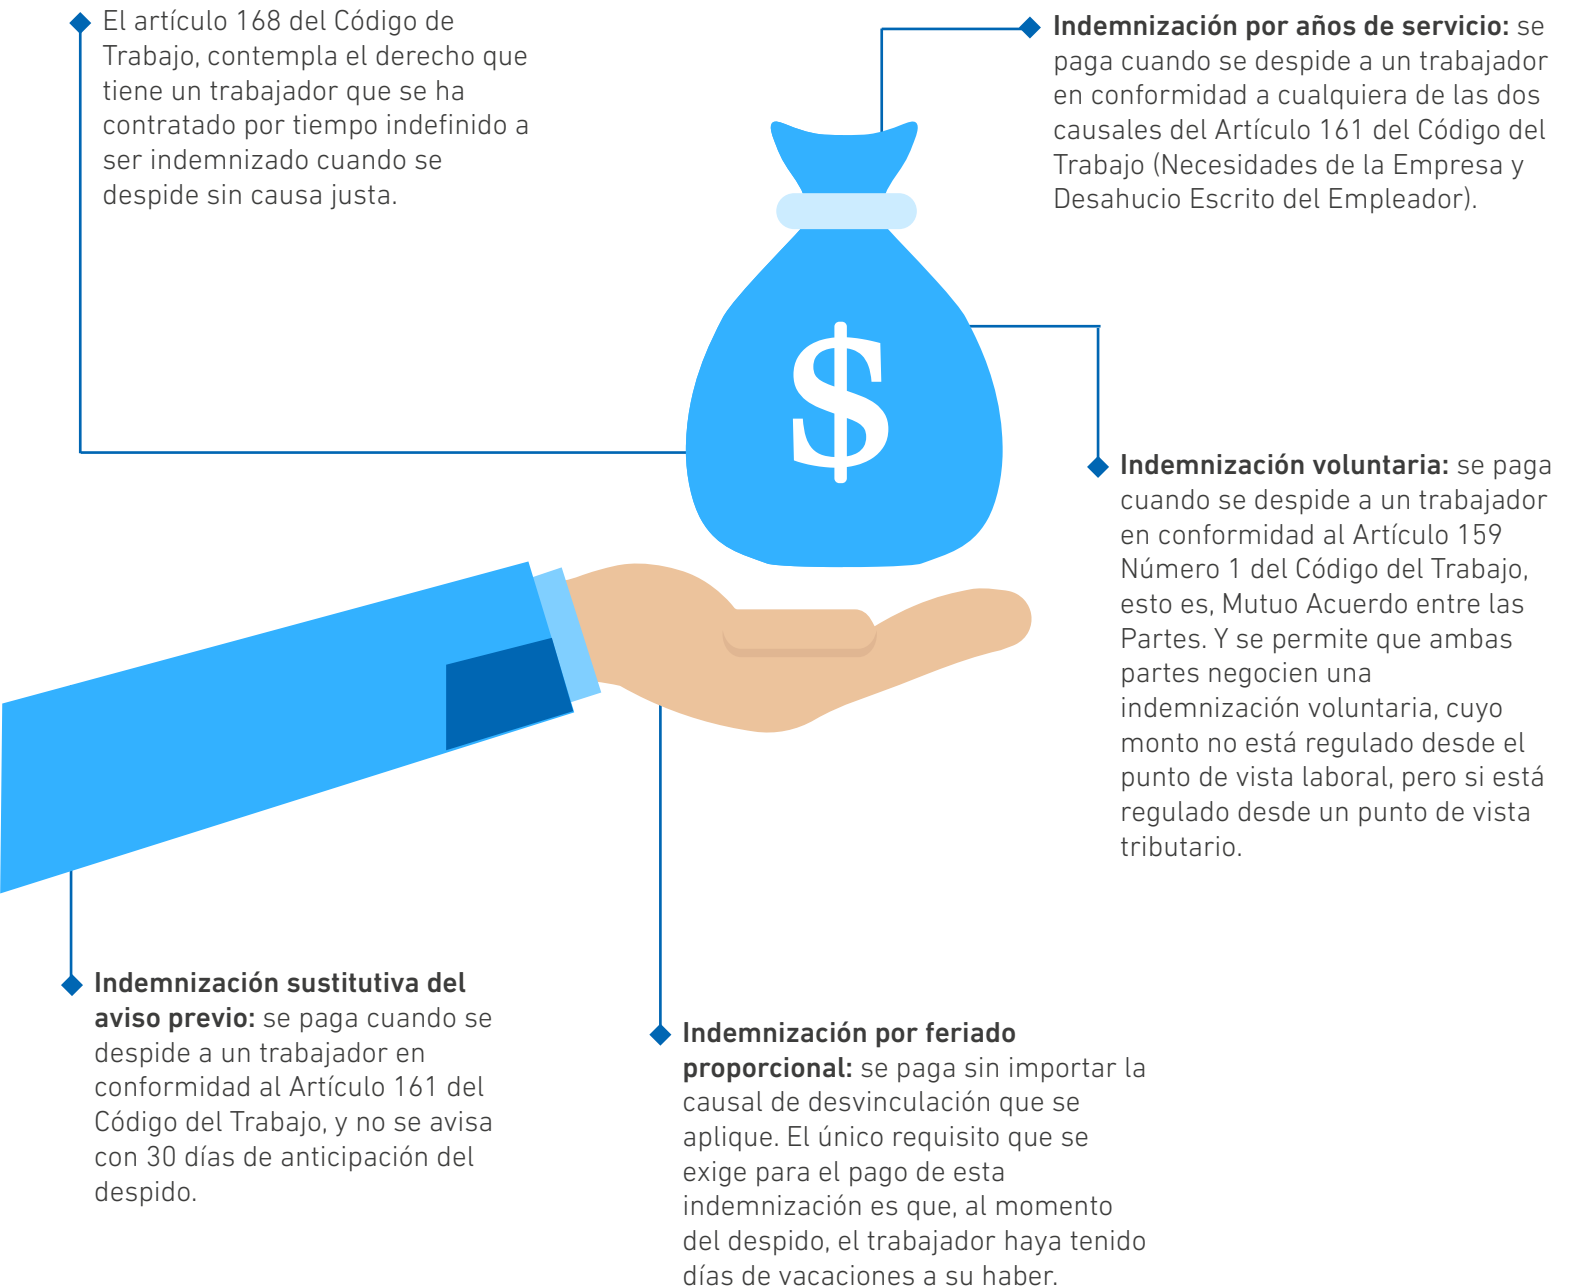 El artículo 168 del Código de
Trabajo, contempla el derecho que
tiene un trabajador que se ha
contratado por tiempo indefinido a
ser indemnizado cuando se
despide sin causa justa.
Indemnización por años de servicio: se
paga cuando se despide a un trabajador
en conformidad a cualquiera de las dos
causales del Artículo 161 del Código del
Trabajo (Necesidades de la Empresa y
Desahucio Escrito del Empleador).
$
Indemnización voluntaria: se paga
cuando se despide a un trabajador
en conformidad al Artículo 159
Número 1 del Código del Trabajo,
esto es, Mutuo Acuerdo entre las
Partes. Y se permite que ambas
partes negocien una
indemnización voluntaria, cuyo
monto no está regulado desde el
punto de vista laboral, pero si está
regulado desde un punto de vista
tributario.
Indemnización sustitutiva del
aviso previo: se paga cuando se
despide a un trabajador en
conformidad al Artículo 161 del
Código del Trabajo, y no se avisa
con 30 días de anticipación del
despido.
Indemnización por feriado
proporcional: se paga sin importar la
causal de desvinculación que se
aplique. El único requisito que se
exige para el pago de esta
indemnización es que, al momento
del despido, el trabajador haya tenido
días de vacaciones a su haber.